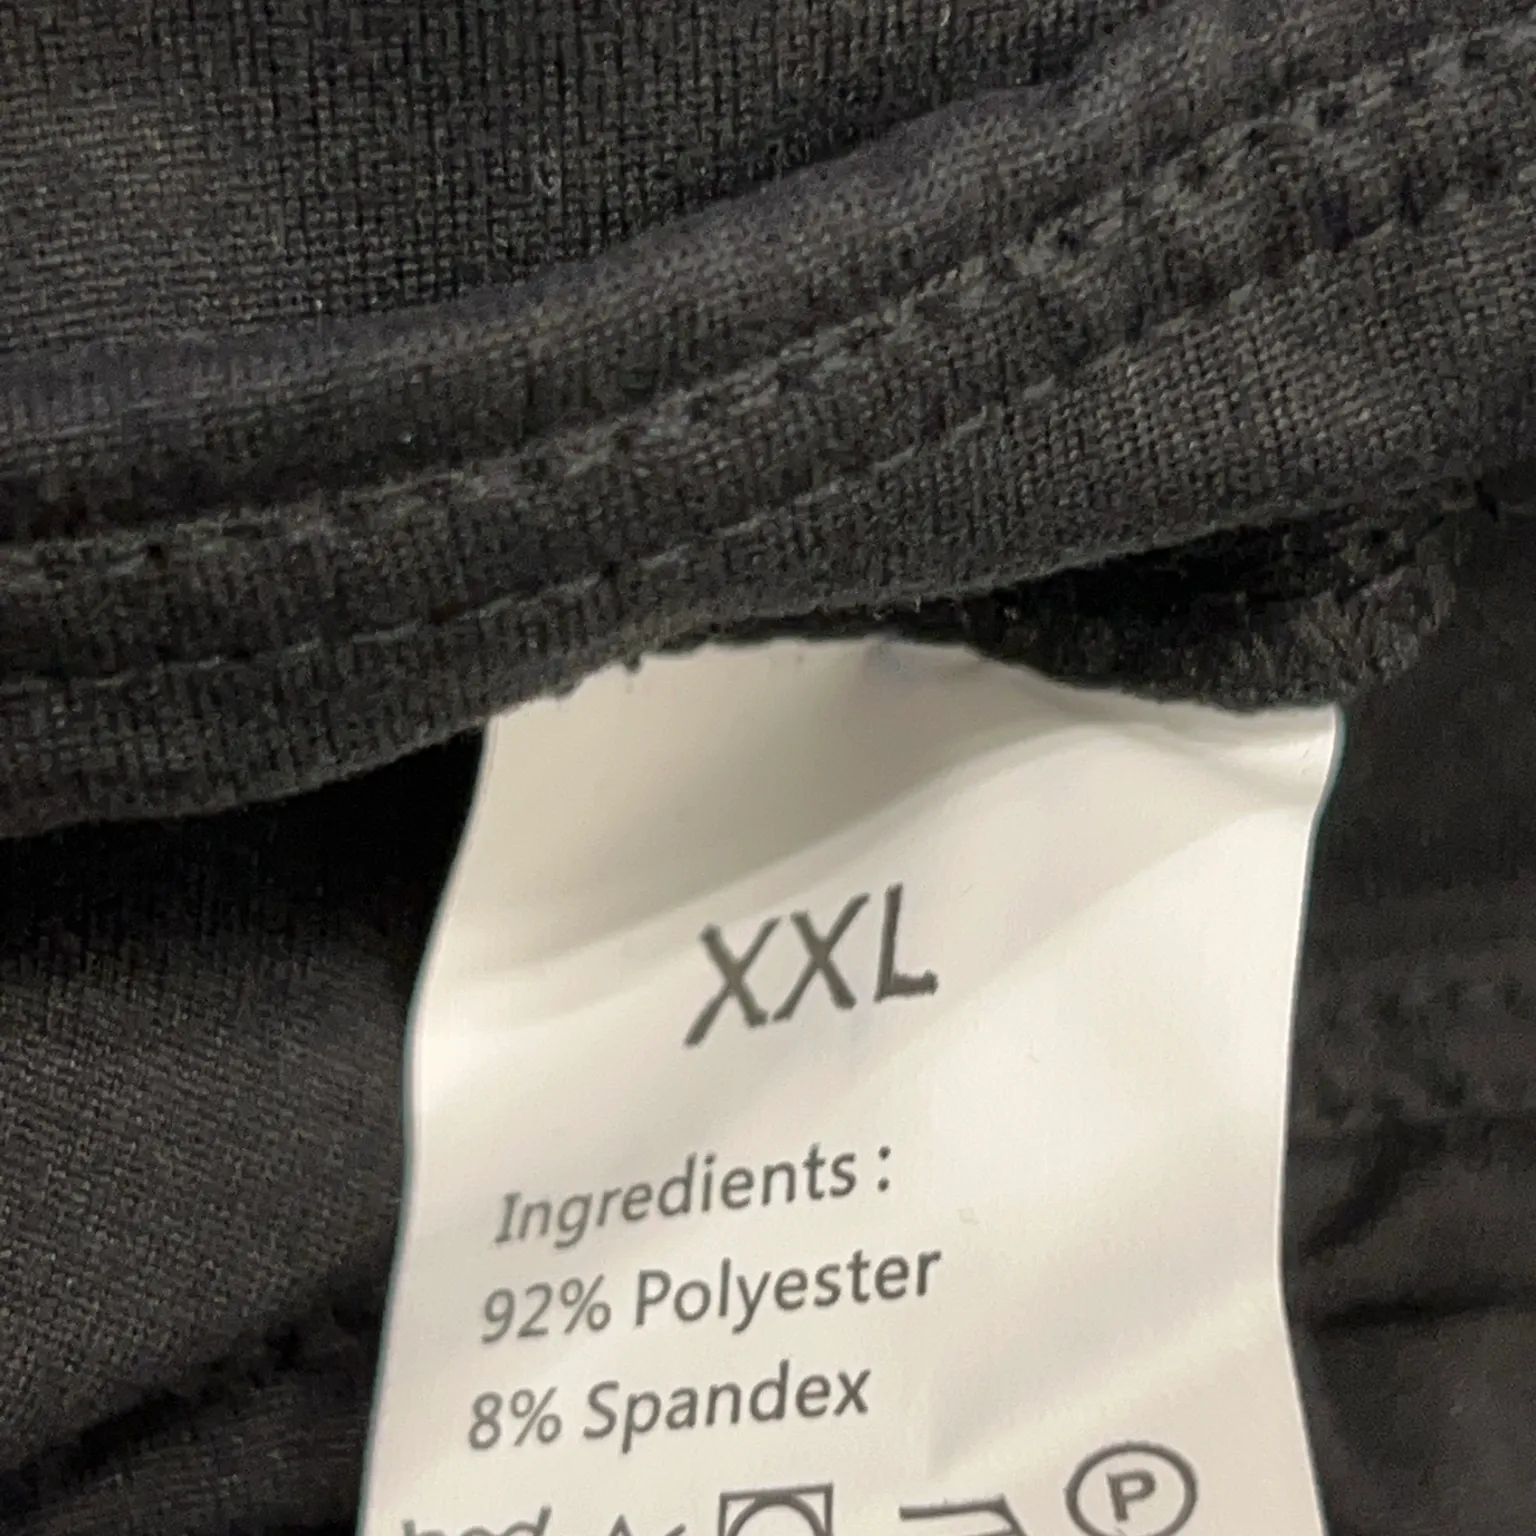 XXL
Ingredients :
92% Polyester
8% Spandex
P